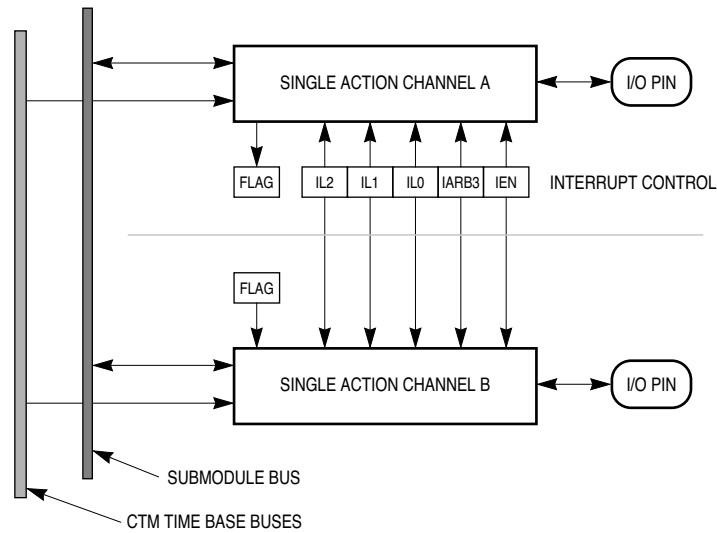 SINGLE ACTION CHANNEL A
I/O PIN
FLAG
IL2
IL1
IL0
IARB3
IEN
INTERRUPT CONTROL
FLAG
SINGLE ACTION CHANNEL B
I/O PIN
SUBMODULE BUS
CTM TIME BASE BUSES